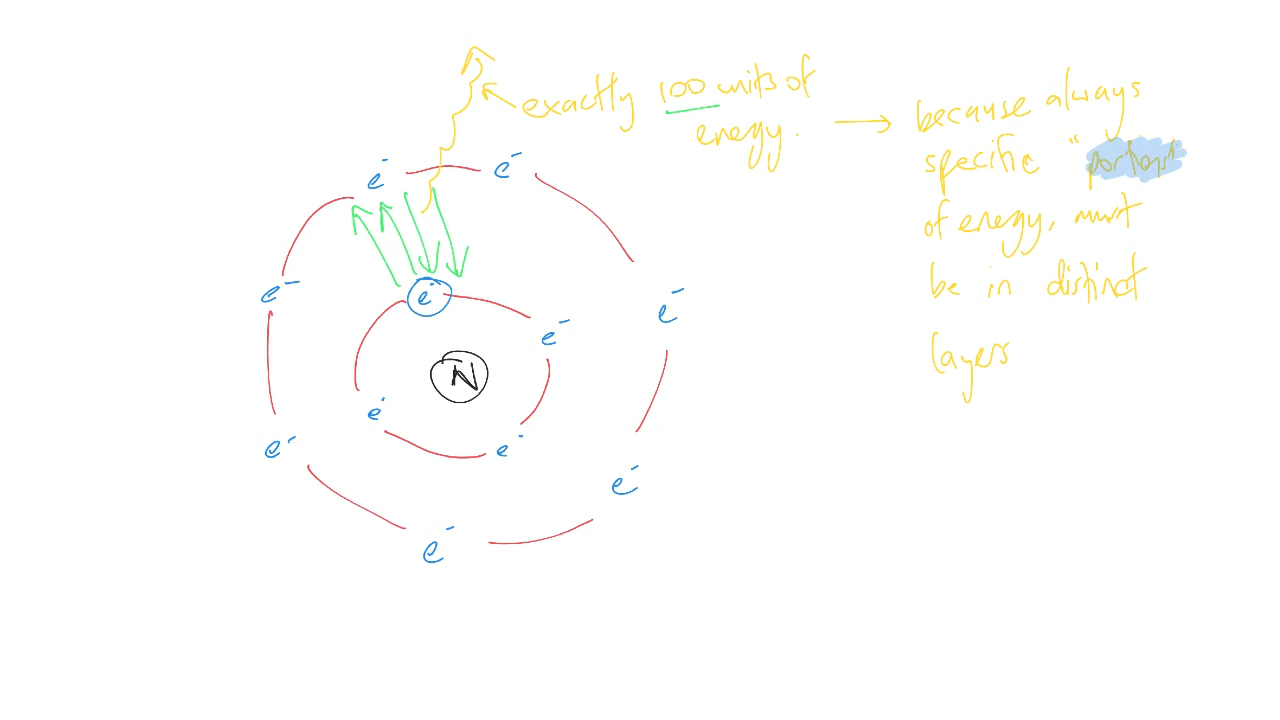 exactly 100 units of
energy.
because always
specific "portions"
of energy, must
be in distinct
layers
e⁻
e⁻
e⁻
e⁻
e⁻
e⁻
N
e⁻
e⁻
e⁻
e⁻
e⁻